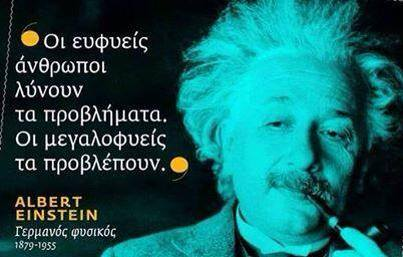 Οι ευφυείς
άνθρωποι
λύνουν
τα προβλήματα.
Οι μεγαλοφυείς
τα προβλέπουν.
ALBERT
EINSTEIN
Γερμανός φυσικός
1879-1955